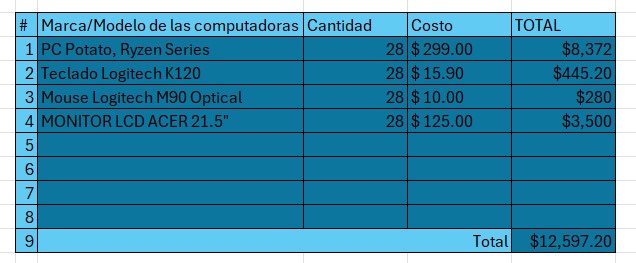 # Marca/Modelo de las computadoras Cantidad Costo TOTAL
1 PC Potato, Ryzen Series 28 $ 299.00 $8,372
2 Teclado Logitech K120 28 $ 15.90 $445.20
3 Mouse Logitech M90 Optical 28 $ 10.00 $280
4 MONITOR LCD ACER 21.5" 28 $ 125.00 $3,500
5
6
7
8
9 Total $12,597.20